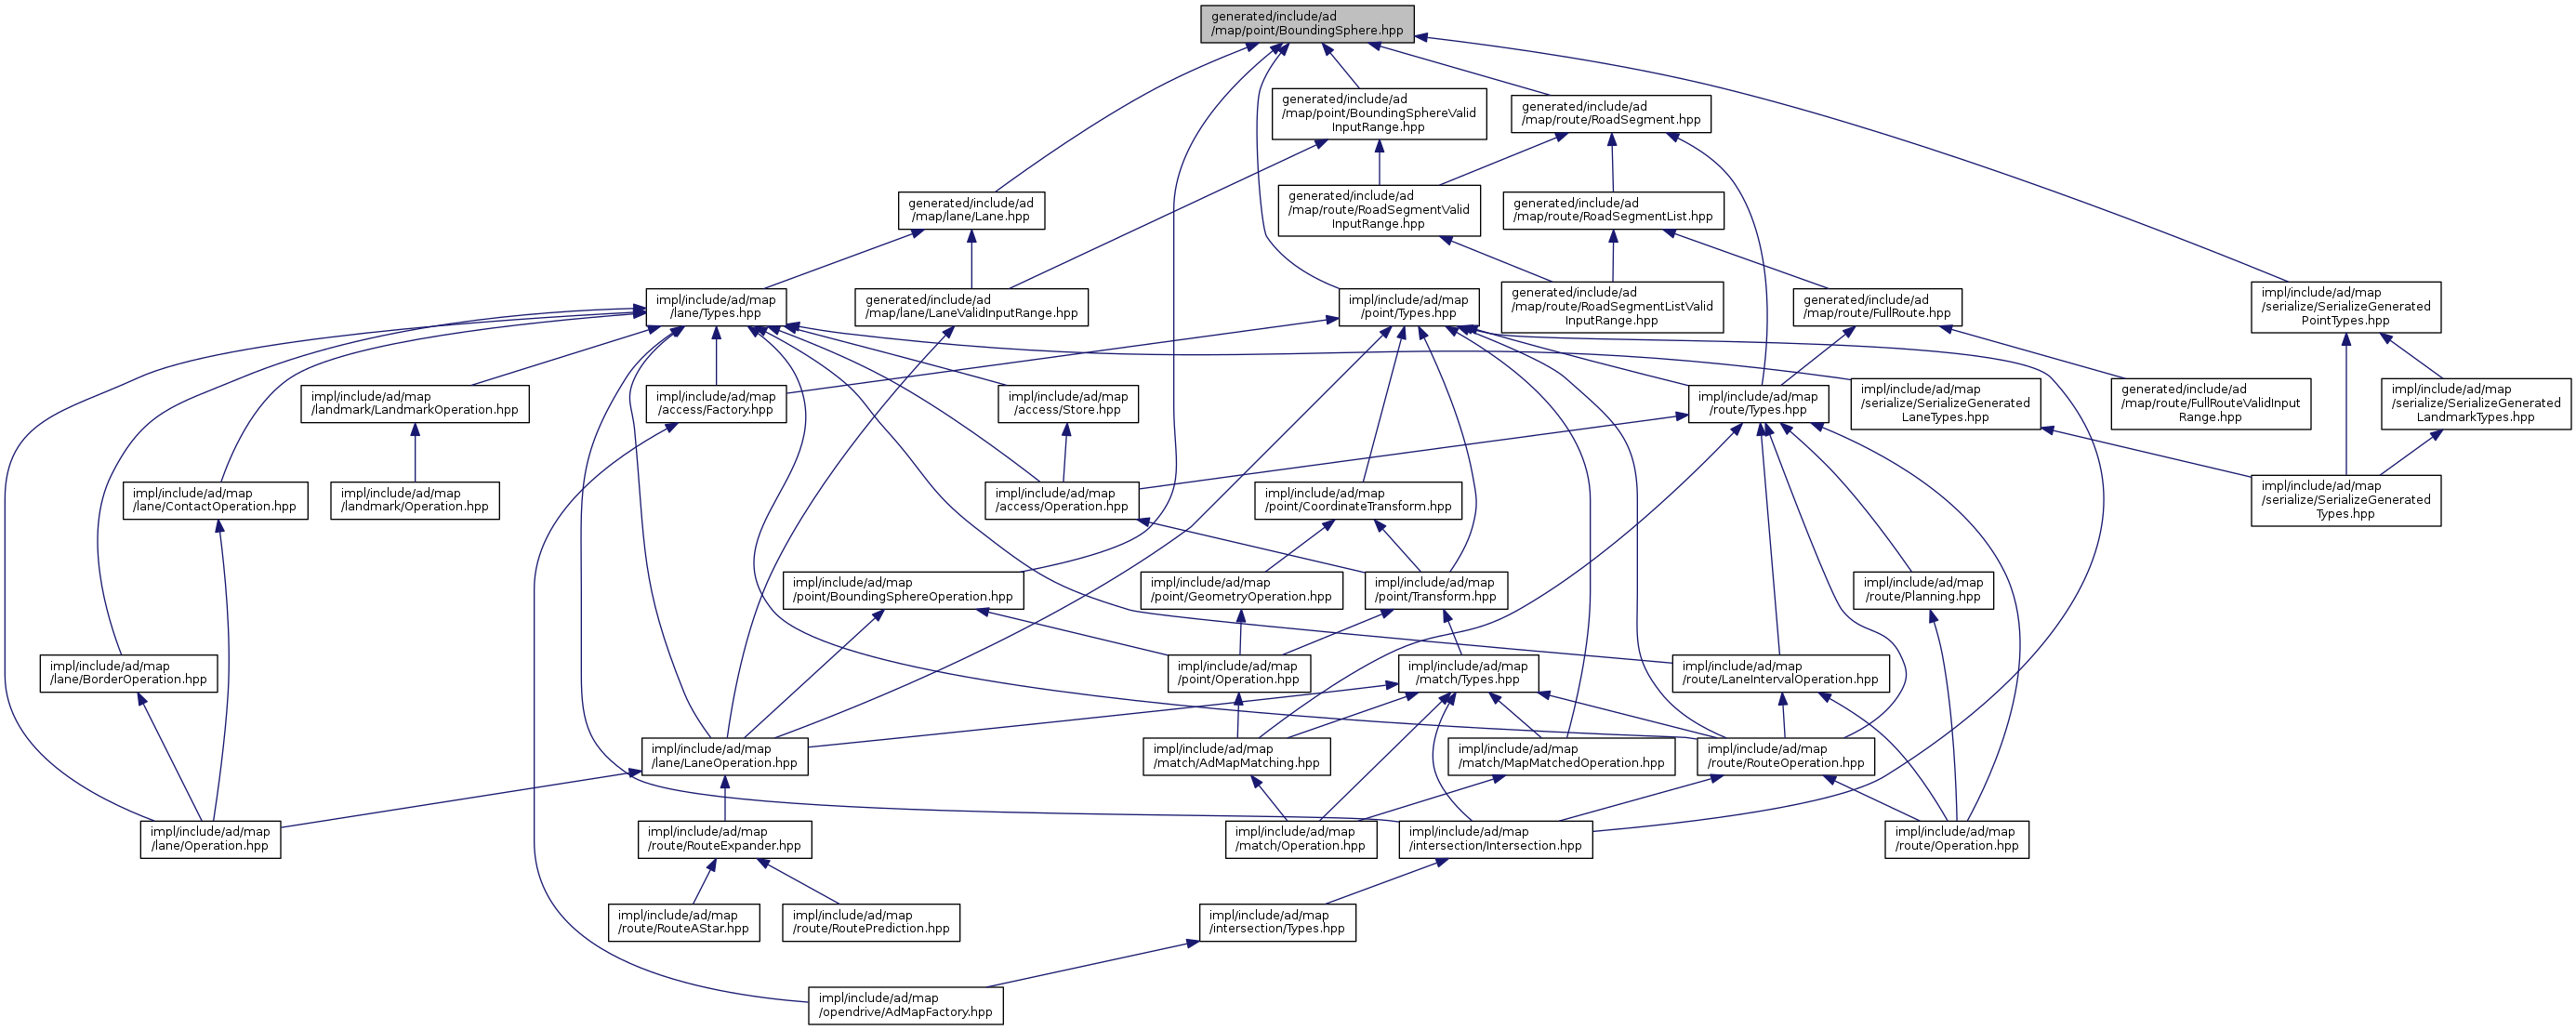 generated/include/ad
/map/point/BoundingSphere.hpp
generated/include/ad
/map/point/BoundingSphereValid
InputRange.hpp
generated/include/ad
/map/route/RoadSegment.hpp
generated/include/ad
/map/lane/Lane.hpp
generated/include/ad
/map/route/RoadSegmentValid
InputRange.hpp
generated/include/ad
/map/route/RoadSegmentList.hpp
impl/include/ad/map
/lane/Types.hpp
generated/include/ad
/map/lane/LaneValidInputRange.hpp
impl/include/ad/map
/point/Types.hpp
generated/include/ad
/map/route/RoadSegmentListValid
InputRange.hpp
generated/include/ad
/map/route/FullRoute.hpp
impl/include/ad/map
/serialize/SerializeGenerated
PointTypes.hpp
impl/include/ad/map
/landmark/LandmarkOperation.hpp
impl/include/ad/map
/access/Factory.hpp
impl/include/ad/map
/access/Store.hpp
impl/include/ad/map
/route/Types.hpp
impl/include/ad/map
/serialize/SerializeGenerated
LaneTypes.hpp
generated/include/ad
/map/route/FullRouteValidInput
Range.hpp
impl/include/ad/map
/serialize/SerializeGenerated
LandmarkTypes.hpp
impl/include/ad/map
/lane/ContactOperation.hpp
impl/include/ad/map
/landmark/Operation.hpp
impl/include/ad/map
/access/Operation.hpp
impl/include/ad/map
/point/CoordinateTransform.hpp
impl/include/ad/map
/serialize/SerializeGenerated
Types.hpp
impl/include/ad/map
/point/BoundingSphereOperation.hpp
impl/include/ad/map
/point/GeometryOperation.hpp
impl/include/ad/map
/point/Transform.hpp
impl/include/ad/map
/route/Planning.hpp
impl/include/ad/map
/lane/BorderOperation.hpp
impl/include/ad/map
/point/Operation.hpp
impl/include/ad/map
/match/Types.hpp
impl/include/ad/map
/route/LaneIntervalOperation.hpp
impl/include/ad/map
/lane/LaneOperation.hpp
impl/include/ad/map
/match/AdMapMatching.hpp
impl/include/ad/map
/match/MapMatchedOperation.hpp
impl/include/ad/map
/route/RouteOperation.hpp
impl/include/ad/map
/lane/Operation.hpp
impl/include/ad/map
/route/RouteExpander.hpp
impl/include/ad/map
/match/Operation.hpp
impl/include/ad/map
/intersection/Intersection.hpp
impl/include/ad/map
/route/Operation.hpp
impl/include/ad/map
/route/RouteAStar.hpp
impl/include/ad/map
/route/RoutePrediction.hpp
impl/include/ad/map
/intersection/Types.hpp
impl/include/ad/map
/opendrive/AdMapFactory.hpp